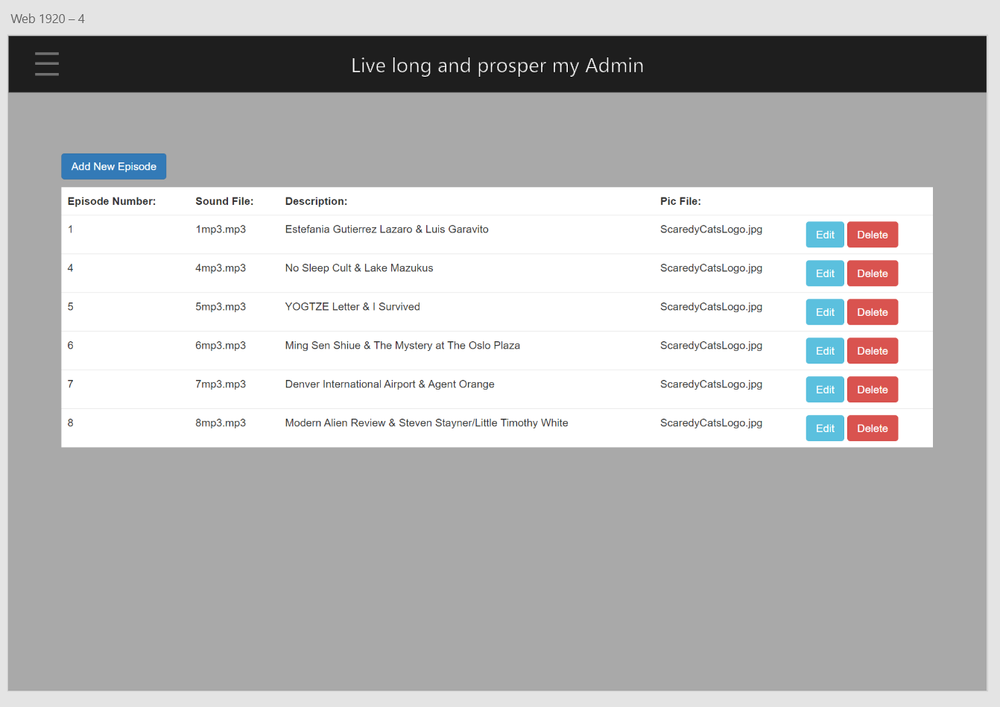 Web 1920 – 4
Live long and prosper my Admin
Add New Episode
Episode Number: Sound File: Description: Pic File:
1 1mp3.mp3 Estefania Gutierrez Lazaro & Luis Garavito ScaredyCatsLogo.jpg Edit Delete
4 4mp3.mp3 No Sleep Cult & Lake Mazukus ScaredyCatsLogo.jpg Edit Delete
5 5mp3.mp3 YOGTZE Letter & I Survived ScaredyCatsLogo.jpg Edit Delete
6 6mp3.mp3 Ming Sen Shiue & The Mystery at The Oslo Plaza ScaredyCatsLogo.jpg Edit Delete
7 7mp3.mp3 Denver International Airport & Agent Orange ScaredyCatsLogo.jpg Edit Delete
8 8mp3.mp3 Modern Alien Review & Steven Stayner/Little Timothy White ScaredyCatsLogo.jpg Edit Delete